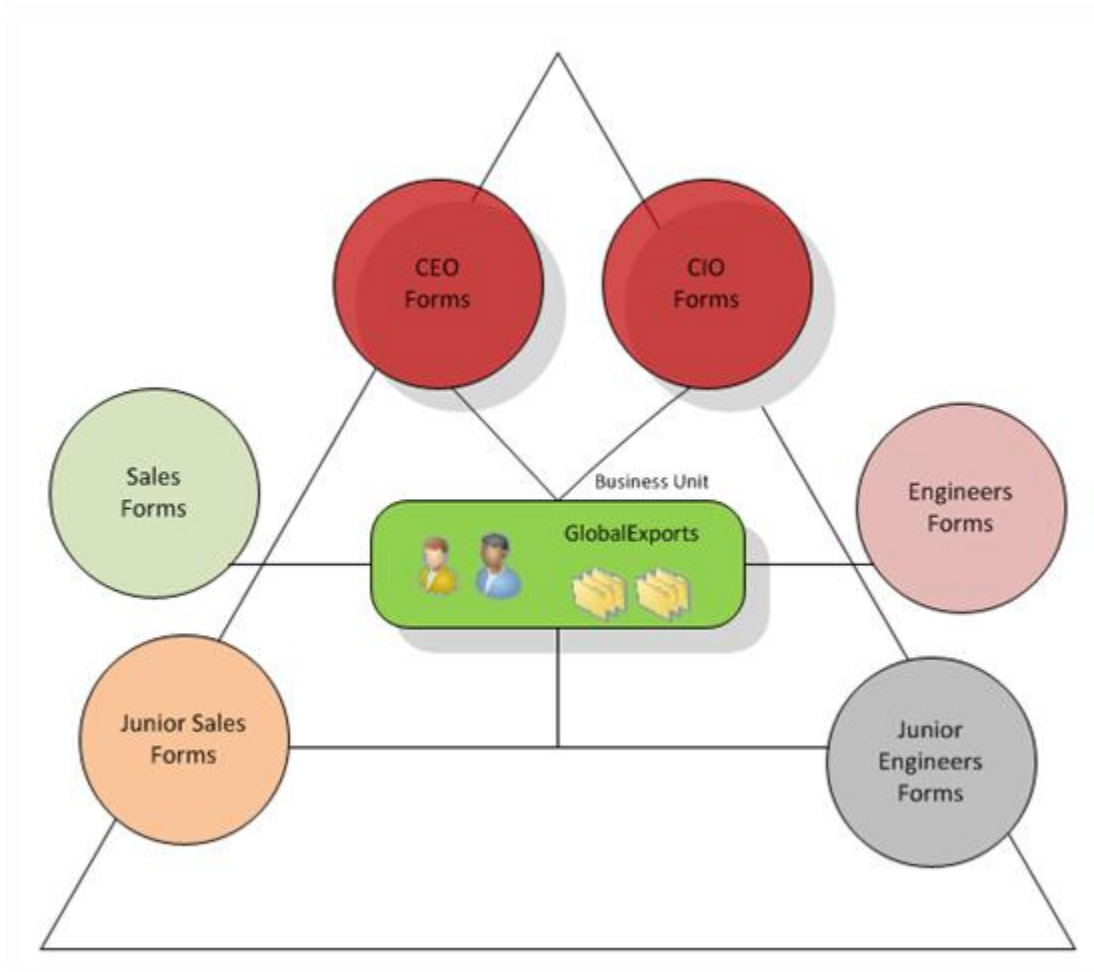 CEO
Forms
CIO
Forms
Sales
Forms
Business Unit
GlobalExports
Engineers
Forms
Junior Sales
Forms
Junior
Engineers
Forms